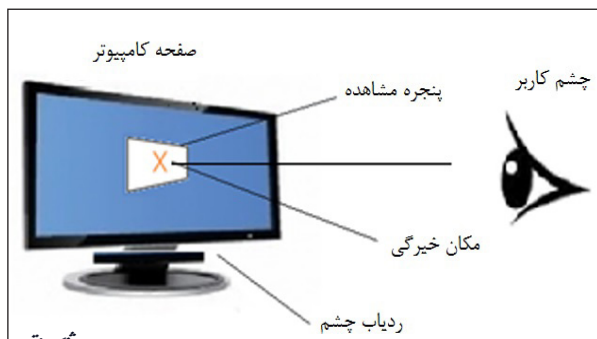 صفحه کامپیوتر
چشم کاربر
پنجره مشاهده
X
مکان خیرگی
ردیاب چشم